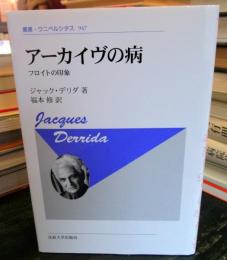 叢書・ウニベルシタス 947
アーカイヴの病
フロイトの印象
ジャック・デリダ 著
福本 修 訳
Jacques
Derrida
法政大学出版局